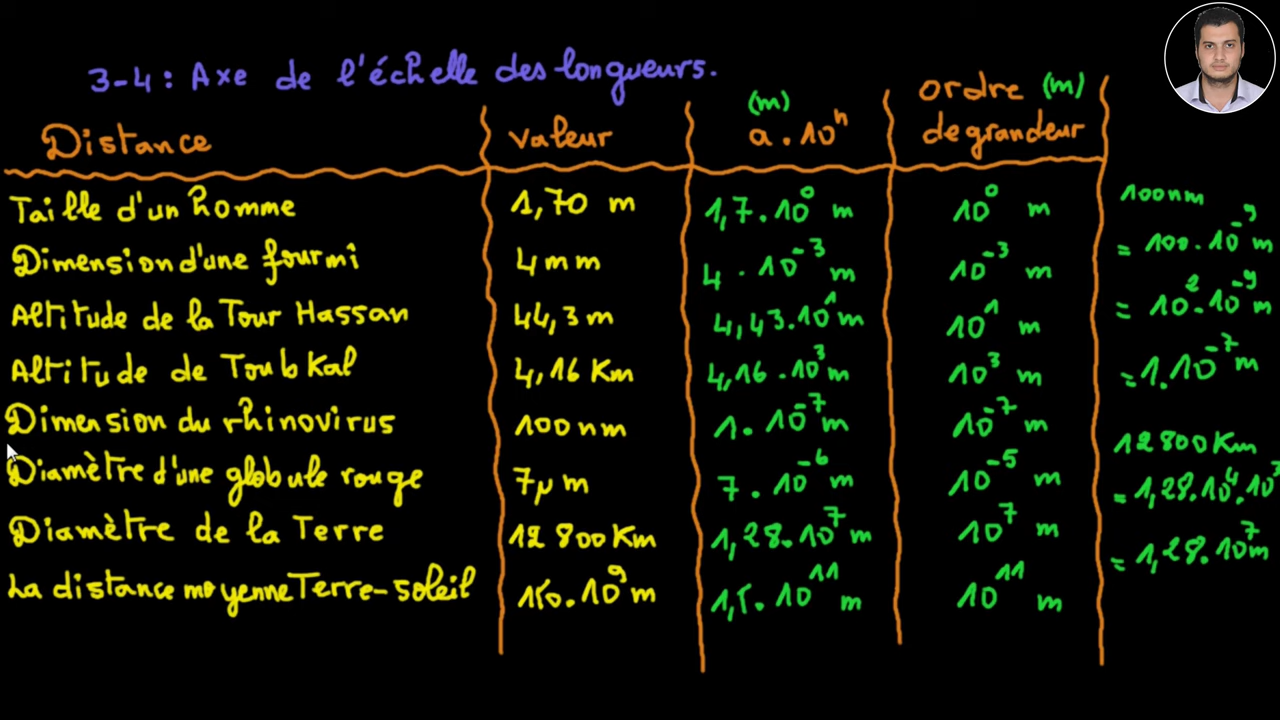 3-4 : Axe de l'échelle des longueurs.
Distance valeur (m) a . 10ⁿ ordre (m) de grandeur
Taille d'un homme 1,70 m 1,7 . 10⁰ m 10⁰ m
Dimension d'une fourmi 4 mm 4 . 10⁻³ m 10⁻³ m
Altitude de la Tour Hassan 44,3 m 4,43 . 10¹ m 10¹ m
Altitude de Toubkal 4,16 Km 4,16 . 10³ m 10³ m
Dimension du rhinovirus 100 nm 1 . 10⁻⁷ m 10⁻⁷ m
Diamètre d'une globule rouge 7 μm 7 . 10⁻⁶ m 10⁻⁵ m
Diamètre de la Terre 12 800 Km 1,28 . 10⁷ m 10⁷ m
La distance moyenne Terre-soleil 150 . 10⁹ m 1,5 . 10¹¹ m 10¹¹ m
100 nm
= 100 . 10⁻⁹ m
= 10² . 10⁻⁹ m
= 1 . 10⁻⁷ m
12 800 Km
= 1,28 . 10⁴ . 10³
= 1,28 . 10⁷ m